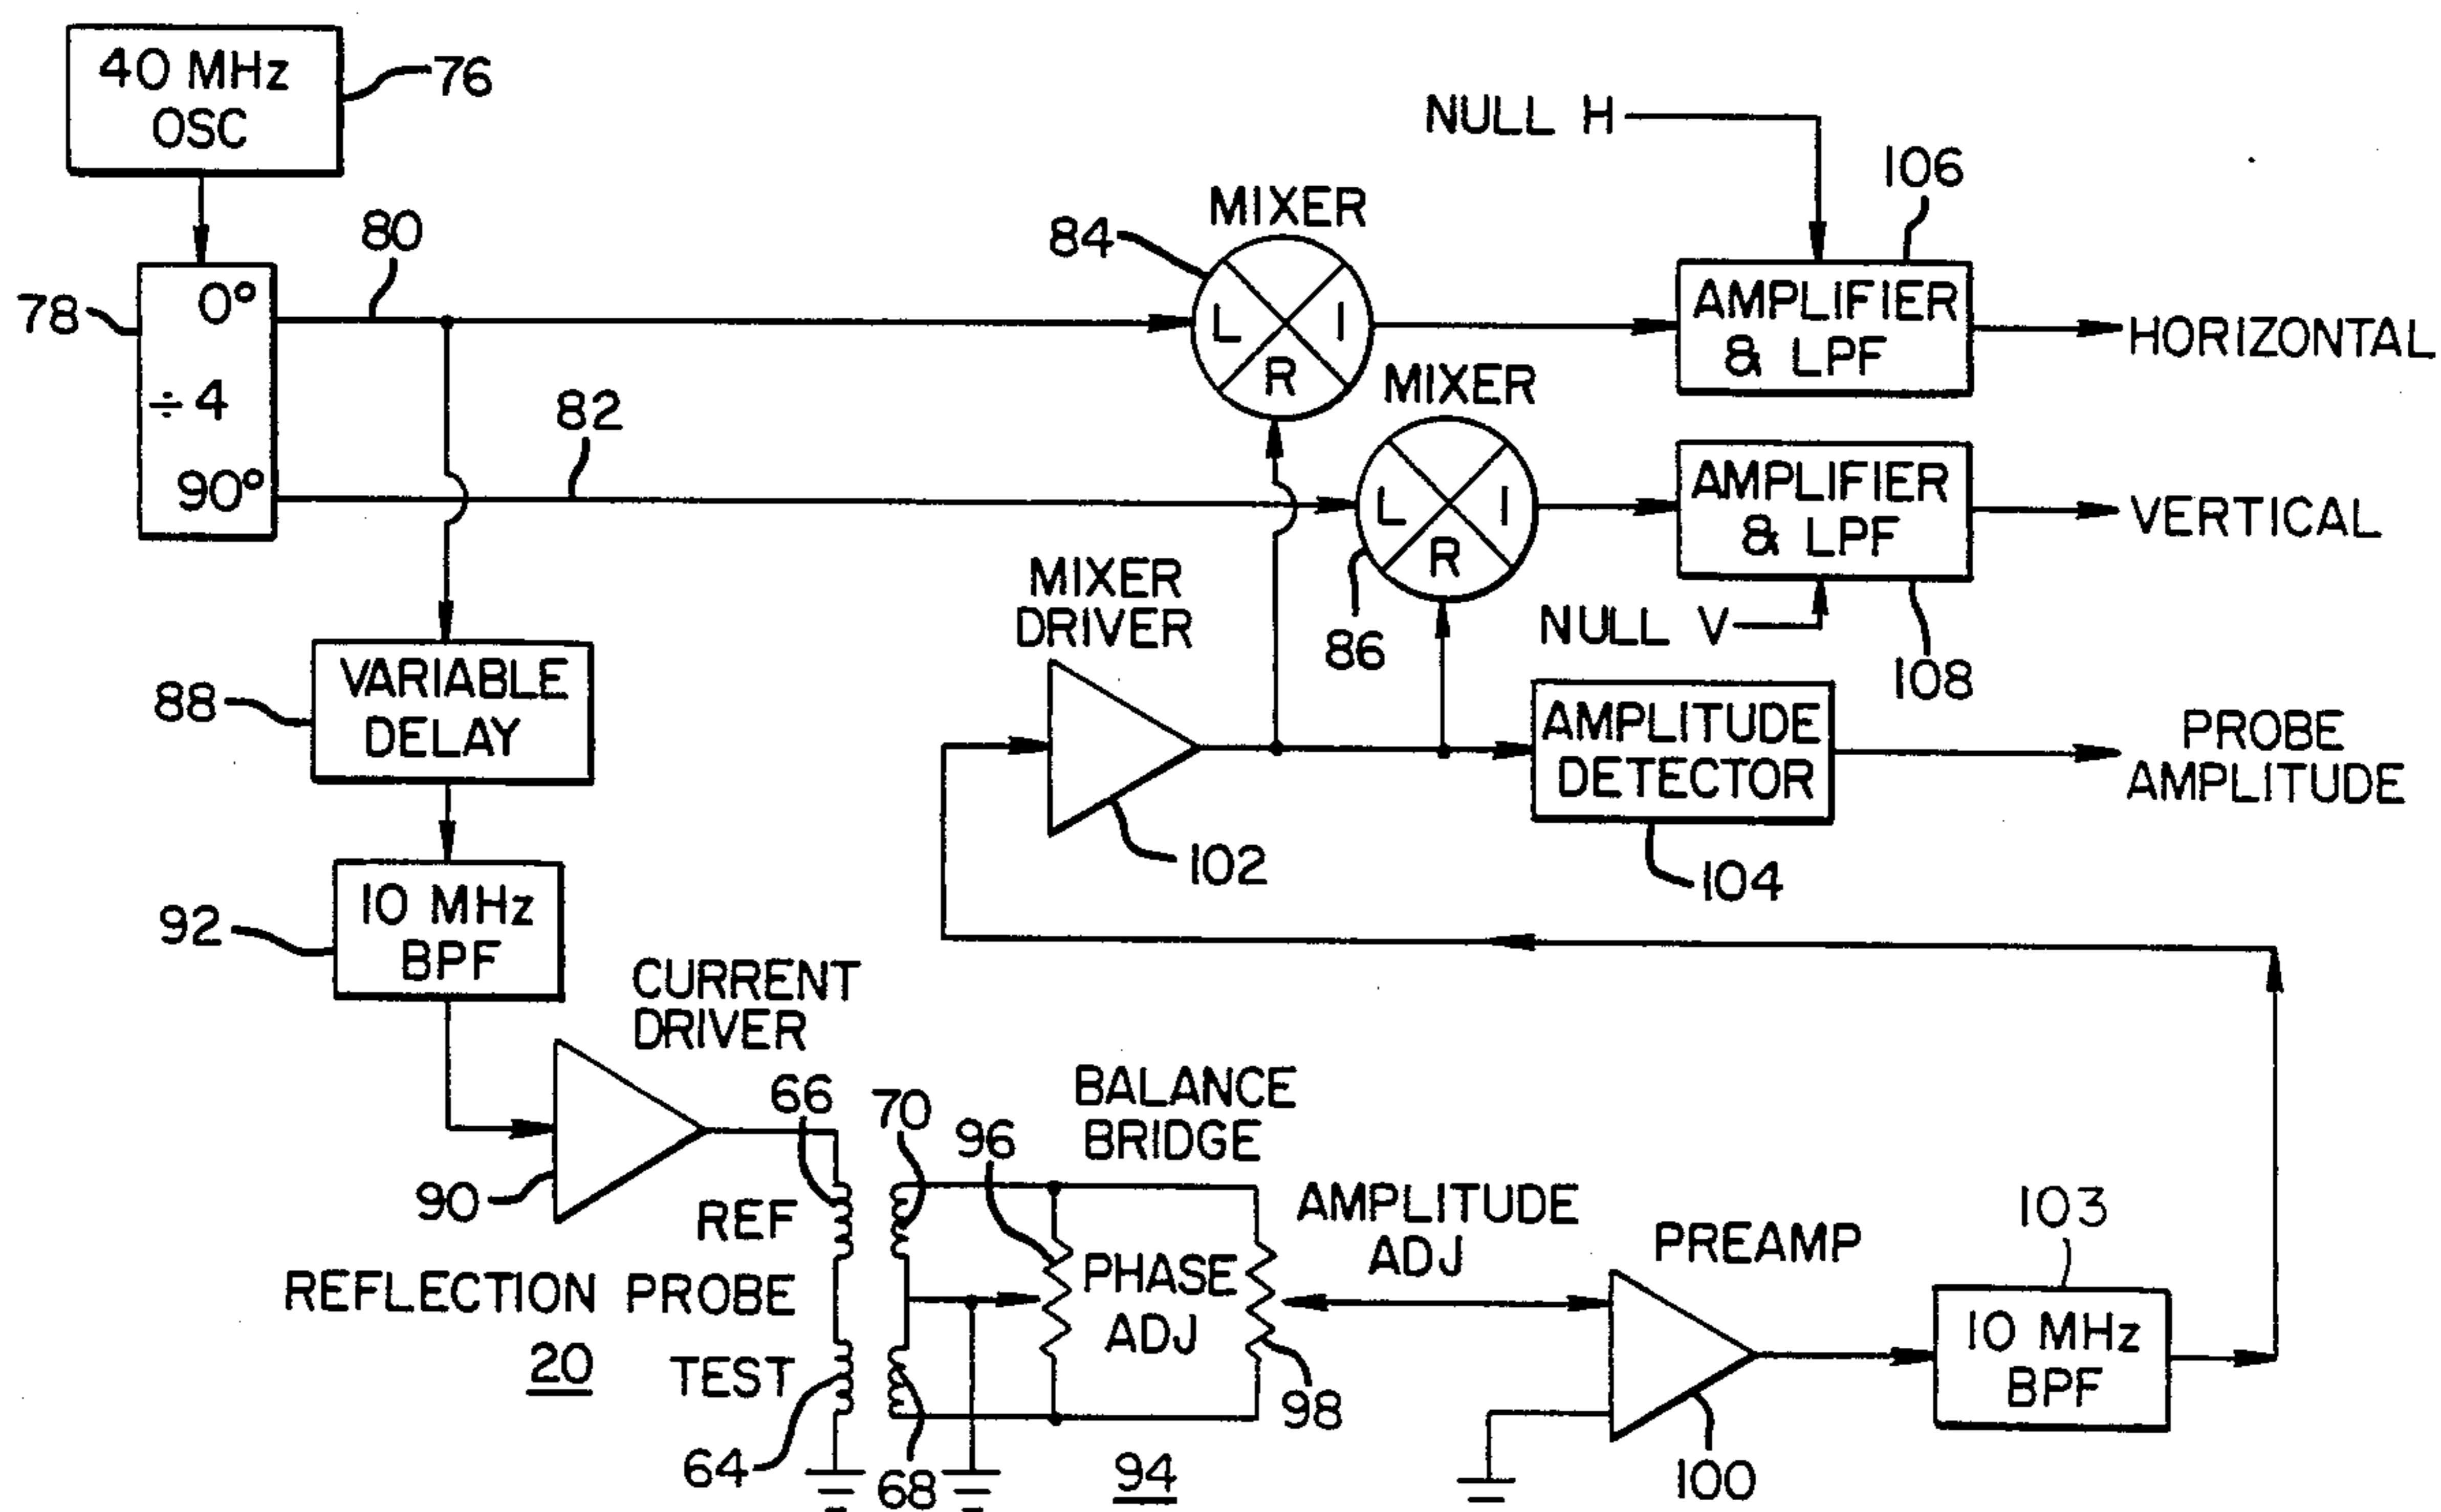 40 MHz
OSC
76
NULL H
106
MIXER
84
80
78
0°
÷4
90°
L
I
R
AMPLIFIER
& LPF
HORIZONTAL
MIXER
82
L
I
R
AMPLIFIER
& LPF
VERTICAL
MIXER
DRIVER
86
NULL V
108
VARIABLE
DELAY
88
AMPLITUDE
DETECTOR
PROBE
AMPLITUDE
102
104
10 MHz
BPF
92
CURRENT
DRIVER
90
66
70
96
BALANCE
BRIDGE
REF
AMPLITUDE
ADJ
PREAMP
103
REFLECTION PROBE
20
PHASE
ADJ
10 MHz
BPF
TEST
64
68
94
98
100